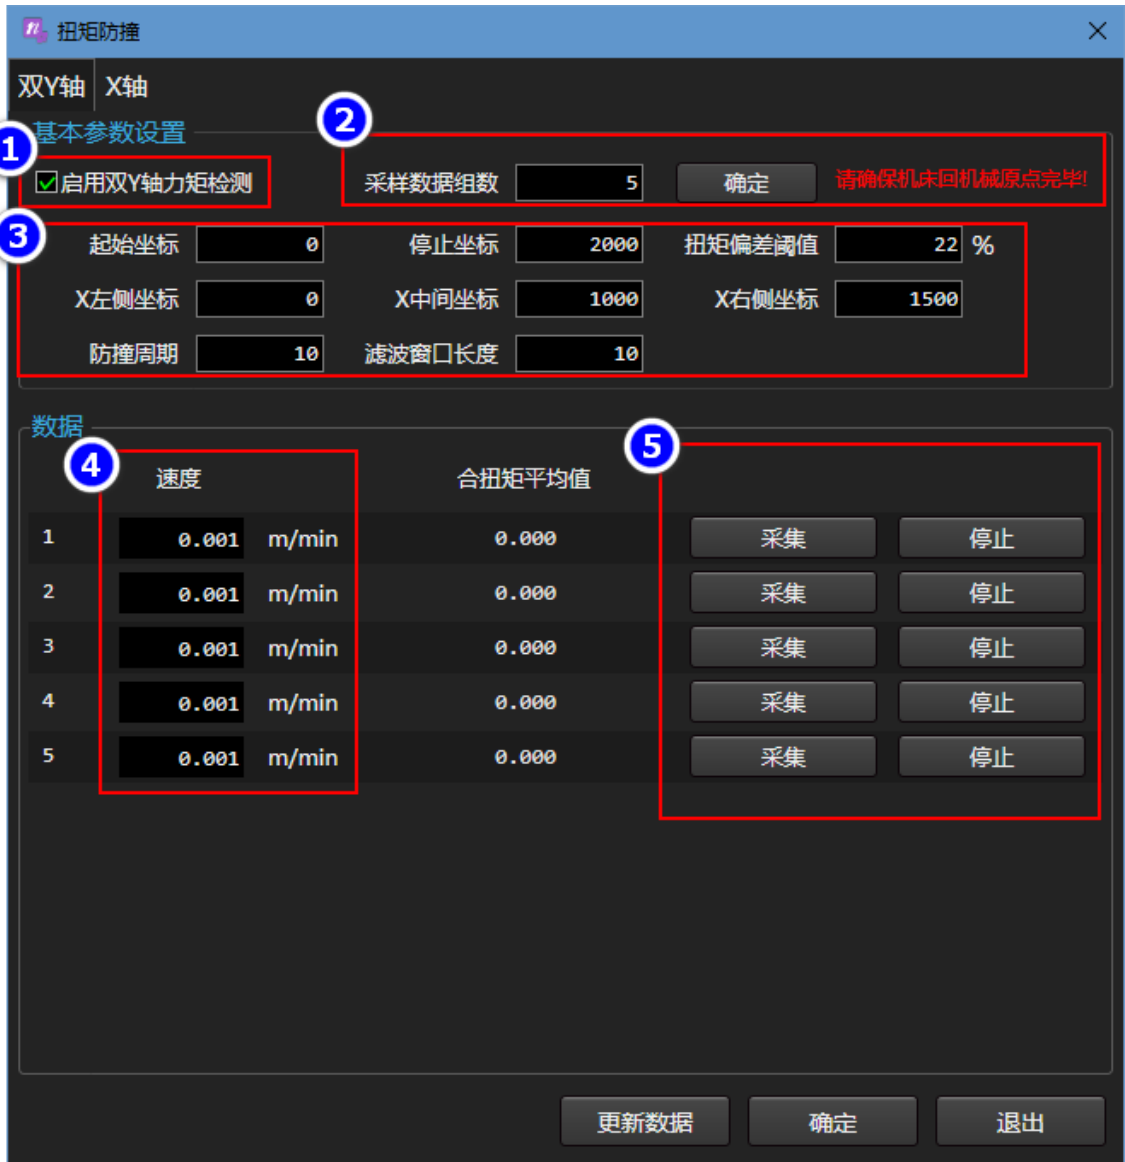 扭矩防撞
双Y轴 X轴
基本参数设置
1
2
启用双Y轴力矩检测 采样数据组数 5 确定 请确保机床回机械原点完毕!
3
起始坐标 0 停止坐标 2000 扭矩偏差阈值 22 %
X左侧坐标 0 X中间坐标 1000 X右侧坐标 1500
防撞周期 10 滤波窗口长度 10
数据
4
5
速度 合扭矩平均值
1 0.001 m/min 0.000 采集 停止
2 0.001 m/min 0.000 采集 停止
3 0.001 m/min 0.000 采集 停止
4 0.001 m/min 0.000 采集 停止
5 0.001 m/min 0.000 采集 停止
更新数据 确定 退出